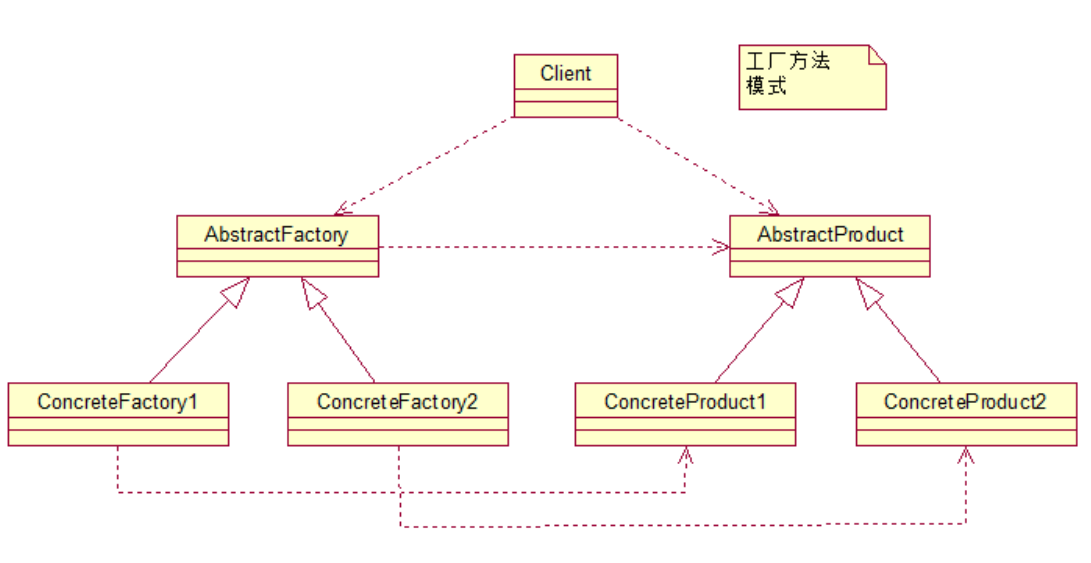 Client
工厂方法
模式
AbstractFactory
AbstractProduct
ConcreteFactory1
ConcreteFactory2
ConcreteProduct1
ConcreteProduct2